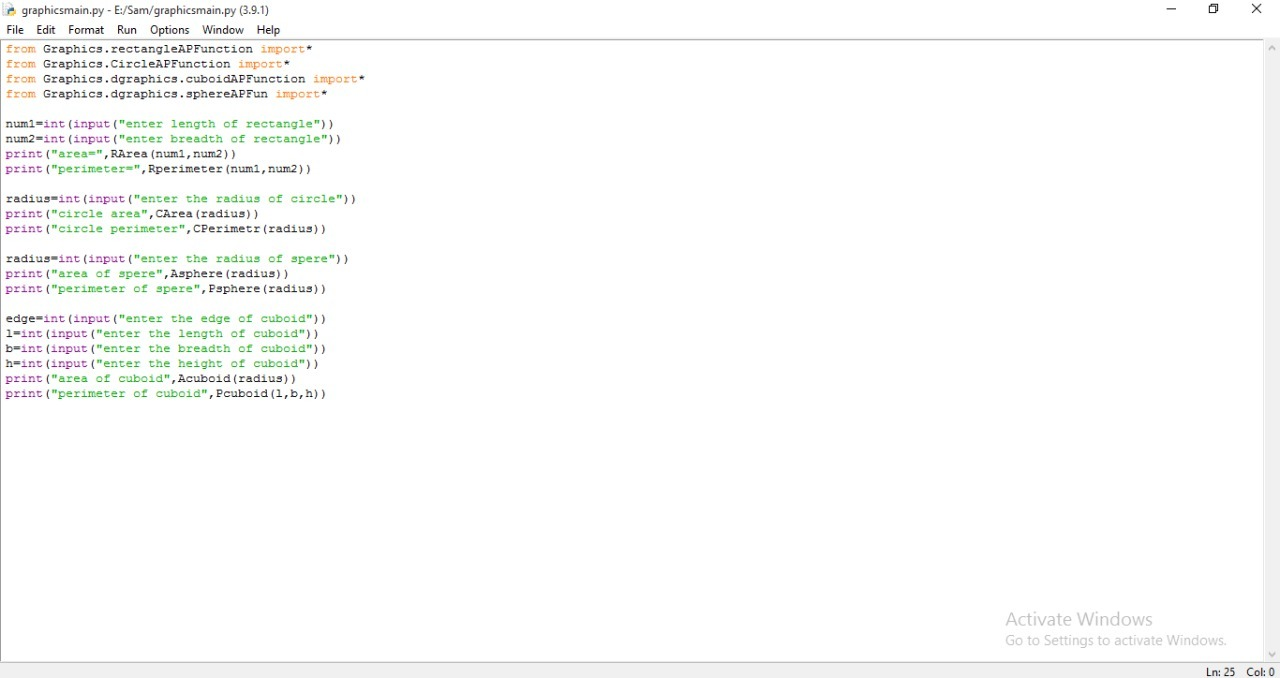 graphicsmain.py - E:/Sam/graphicsmain.py (3.9.1)
File Edit Format Run Options Window Help
from Graphics.rectangleAPFunction import*
from Graphics.CircleAPFunction import*
from Graphics.dgraphics.cuboidAPFunction import*
from Graphics.dgraphics.sphereAPFun import*
num1=int(input("enter length of rectangle"))
num2=int(input("enter breadth of rectangle"))
print("area=",RArea(num1,num2))
print("perimeter=",Rperimeter(num1,num2))
radius=int(input("enter the radius of circle"))
print("circle area",CArea(radius))
print("circle perimeter",CPerimetr(radius))
radius=int(input("enter the radius of spere"))
print("area of spere",Asphere(radius))
print("perimeter of spere",Psphere(radius))
edge=int(input("enter the edge of cuboid"))
l=int(input("enter the length of cuboid"))
b=int(input("enter the breadth of cuboid"))
h=int(input("enter the height of cuboid"))
print("area of cuboid",Acuboid(radius))
print("perimeter of cuboid",Pcuboid(l,b,h))
Activate Windows
Go to Settings to activate Windows.
Ln: 25 Col: 0